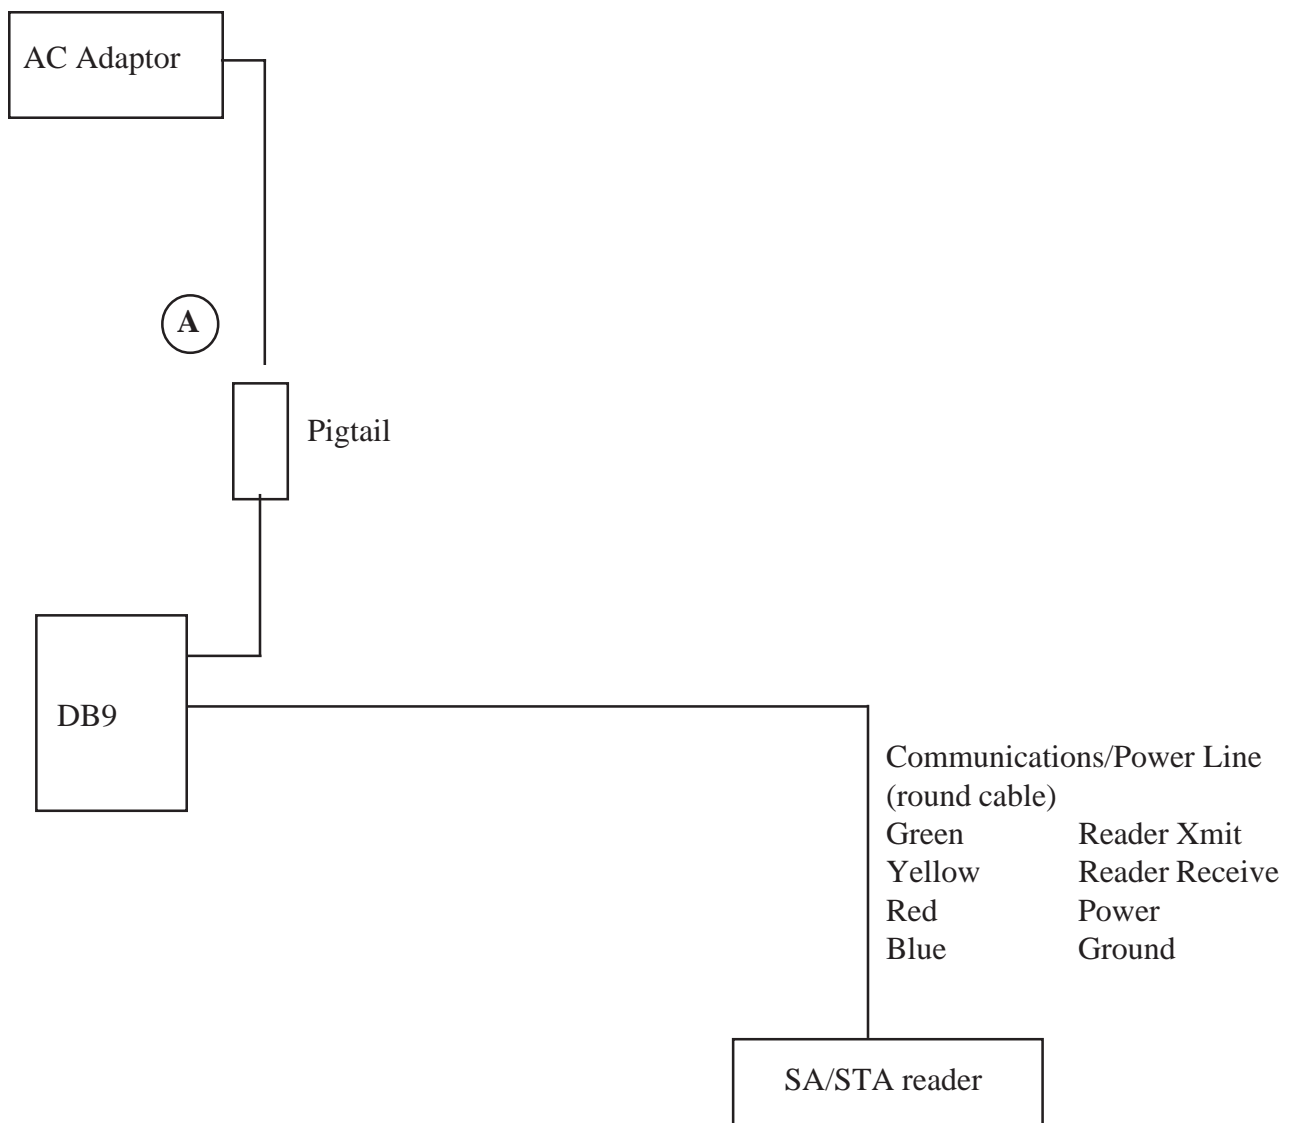 AC Adaptor
A
Pigtail
DB9
Communications/Power Line
(round cable)
Green Reader Xmit
Yellow Reader Receive
Red Power
Blue Ground
SA/STA reader